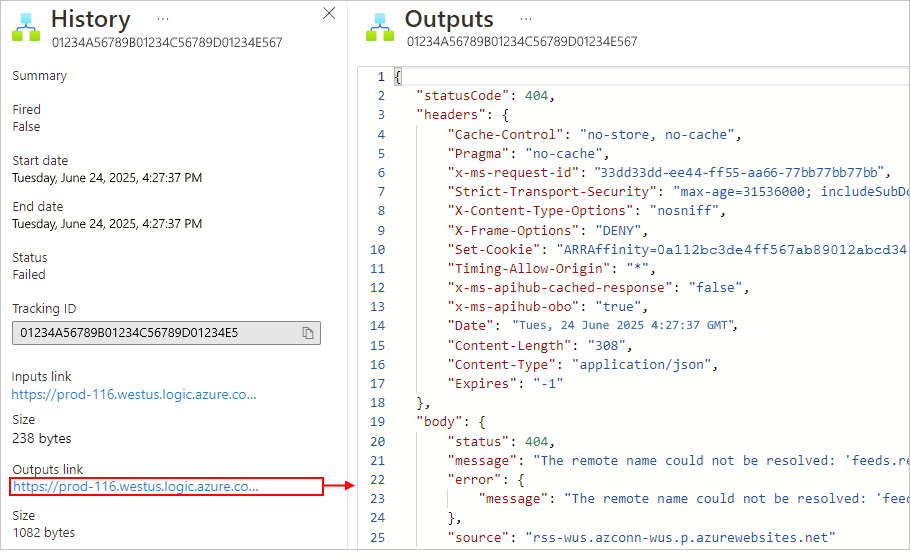 History ...
01234A56789B01234C56789D01234E567
Summary
Fired
False
Start date
Tuesday, June 24, 2025, 4:27:37 PM
End date
Tuesday, June 24, 2025, 4:27:37 PM
Status
Failed
Tracking ID
01234A56789B01234C56789D01234E5
Inputs link
https://prod-116.westus.logic.azure.co...
Size
238 bytes
Outputs link
https://prod-116.westus.logic.azure.co...
Size
1082 bytes
Outputs ...
01234A56789B01234C56789D01234E567
1 {
2 "statusCode": 404,
3 "headers": {
4 "Cache-Control": "no-store, no-cache",
5 "Pragma": "no-cache",
6 "x-ms-request-id": "33dd33dd-ee44-ff55-aa66-77bb77bb77bb",
7 "Strict-Transport-Security": "max-age=31536000; includeSubDo
8 "X-Content-Type-Options": "nosniff",
9 "X-Frame-Options": "DENY",
10 "Set-Cookie": "ARRAffinity=0a112bc3de4ff567ab89012abcd34
11 "Timing-Allow-Origin": "*",
12 "x-ms-apihub-cached-response": "false",
13 "x-ms-apihub-obo": "true",
14 "Date": "Tues, 24 June 2025 4:27:37 GMT",
15 "Content-Length": "308",
16 "Content-Type": "application/json",
17 "Expires": "-1"
18 },
19 "body": {
20 "status": 404,
21 "message": "The remote name could not be resolved: 'feeds.re
22 "error": {
23 "message": "The remote name could not be resolved: 'feed
24 },
25 "source": "rss-wus.azconn-wus.p.azurewebsites.net"